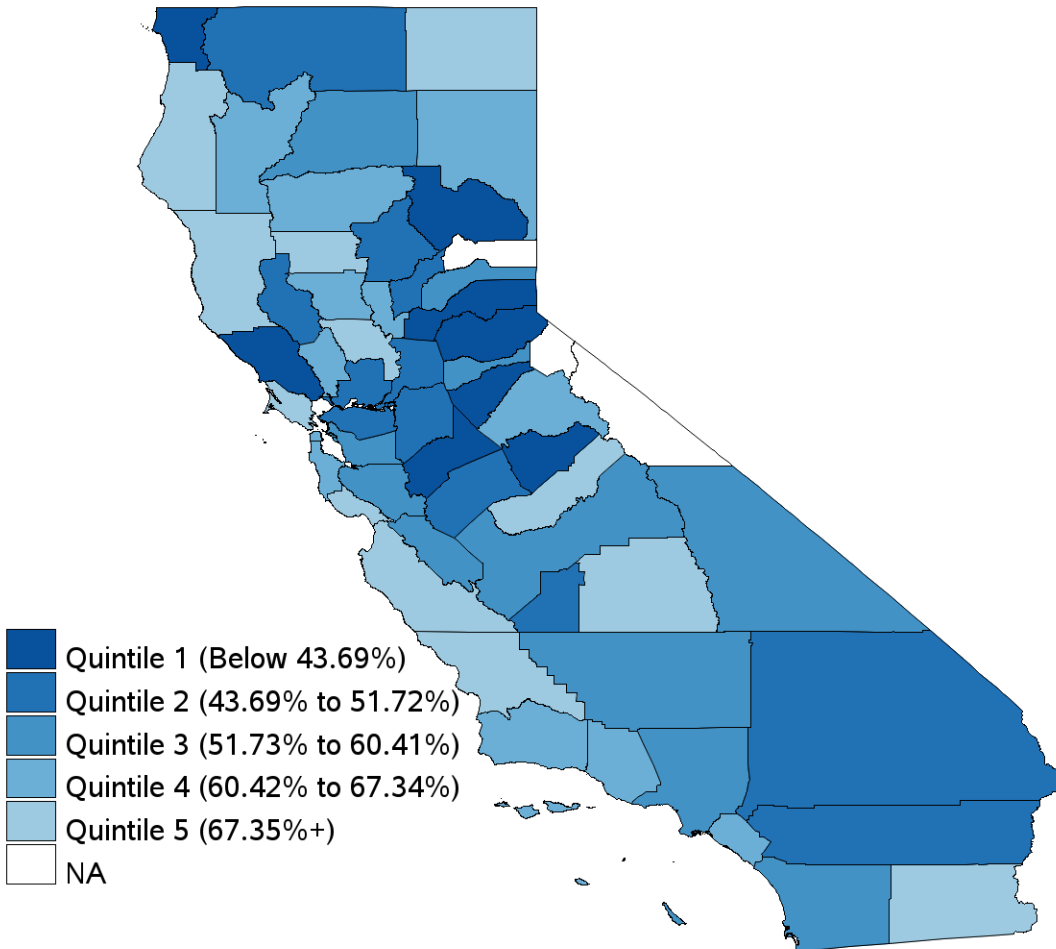 Quintile 1 (Below 43.69%)
Quintile 2 (43.69% to 51.72%)
Quintile 3 (51.73% to 60.41%)
Quintile 4 (60.42% to 67.34%)
Quintile 5 (67.35%+)
NA